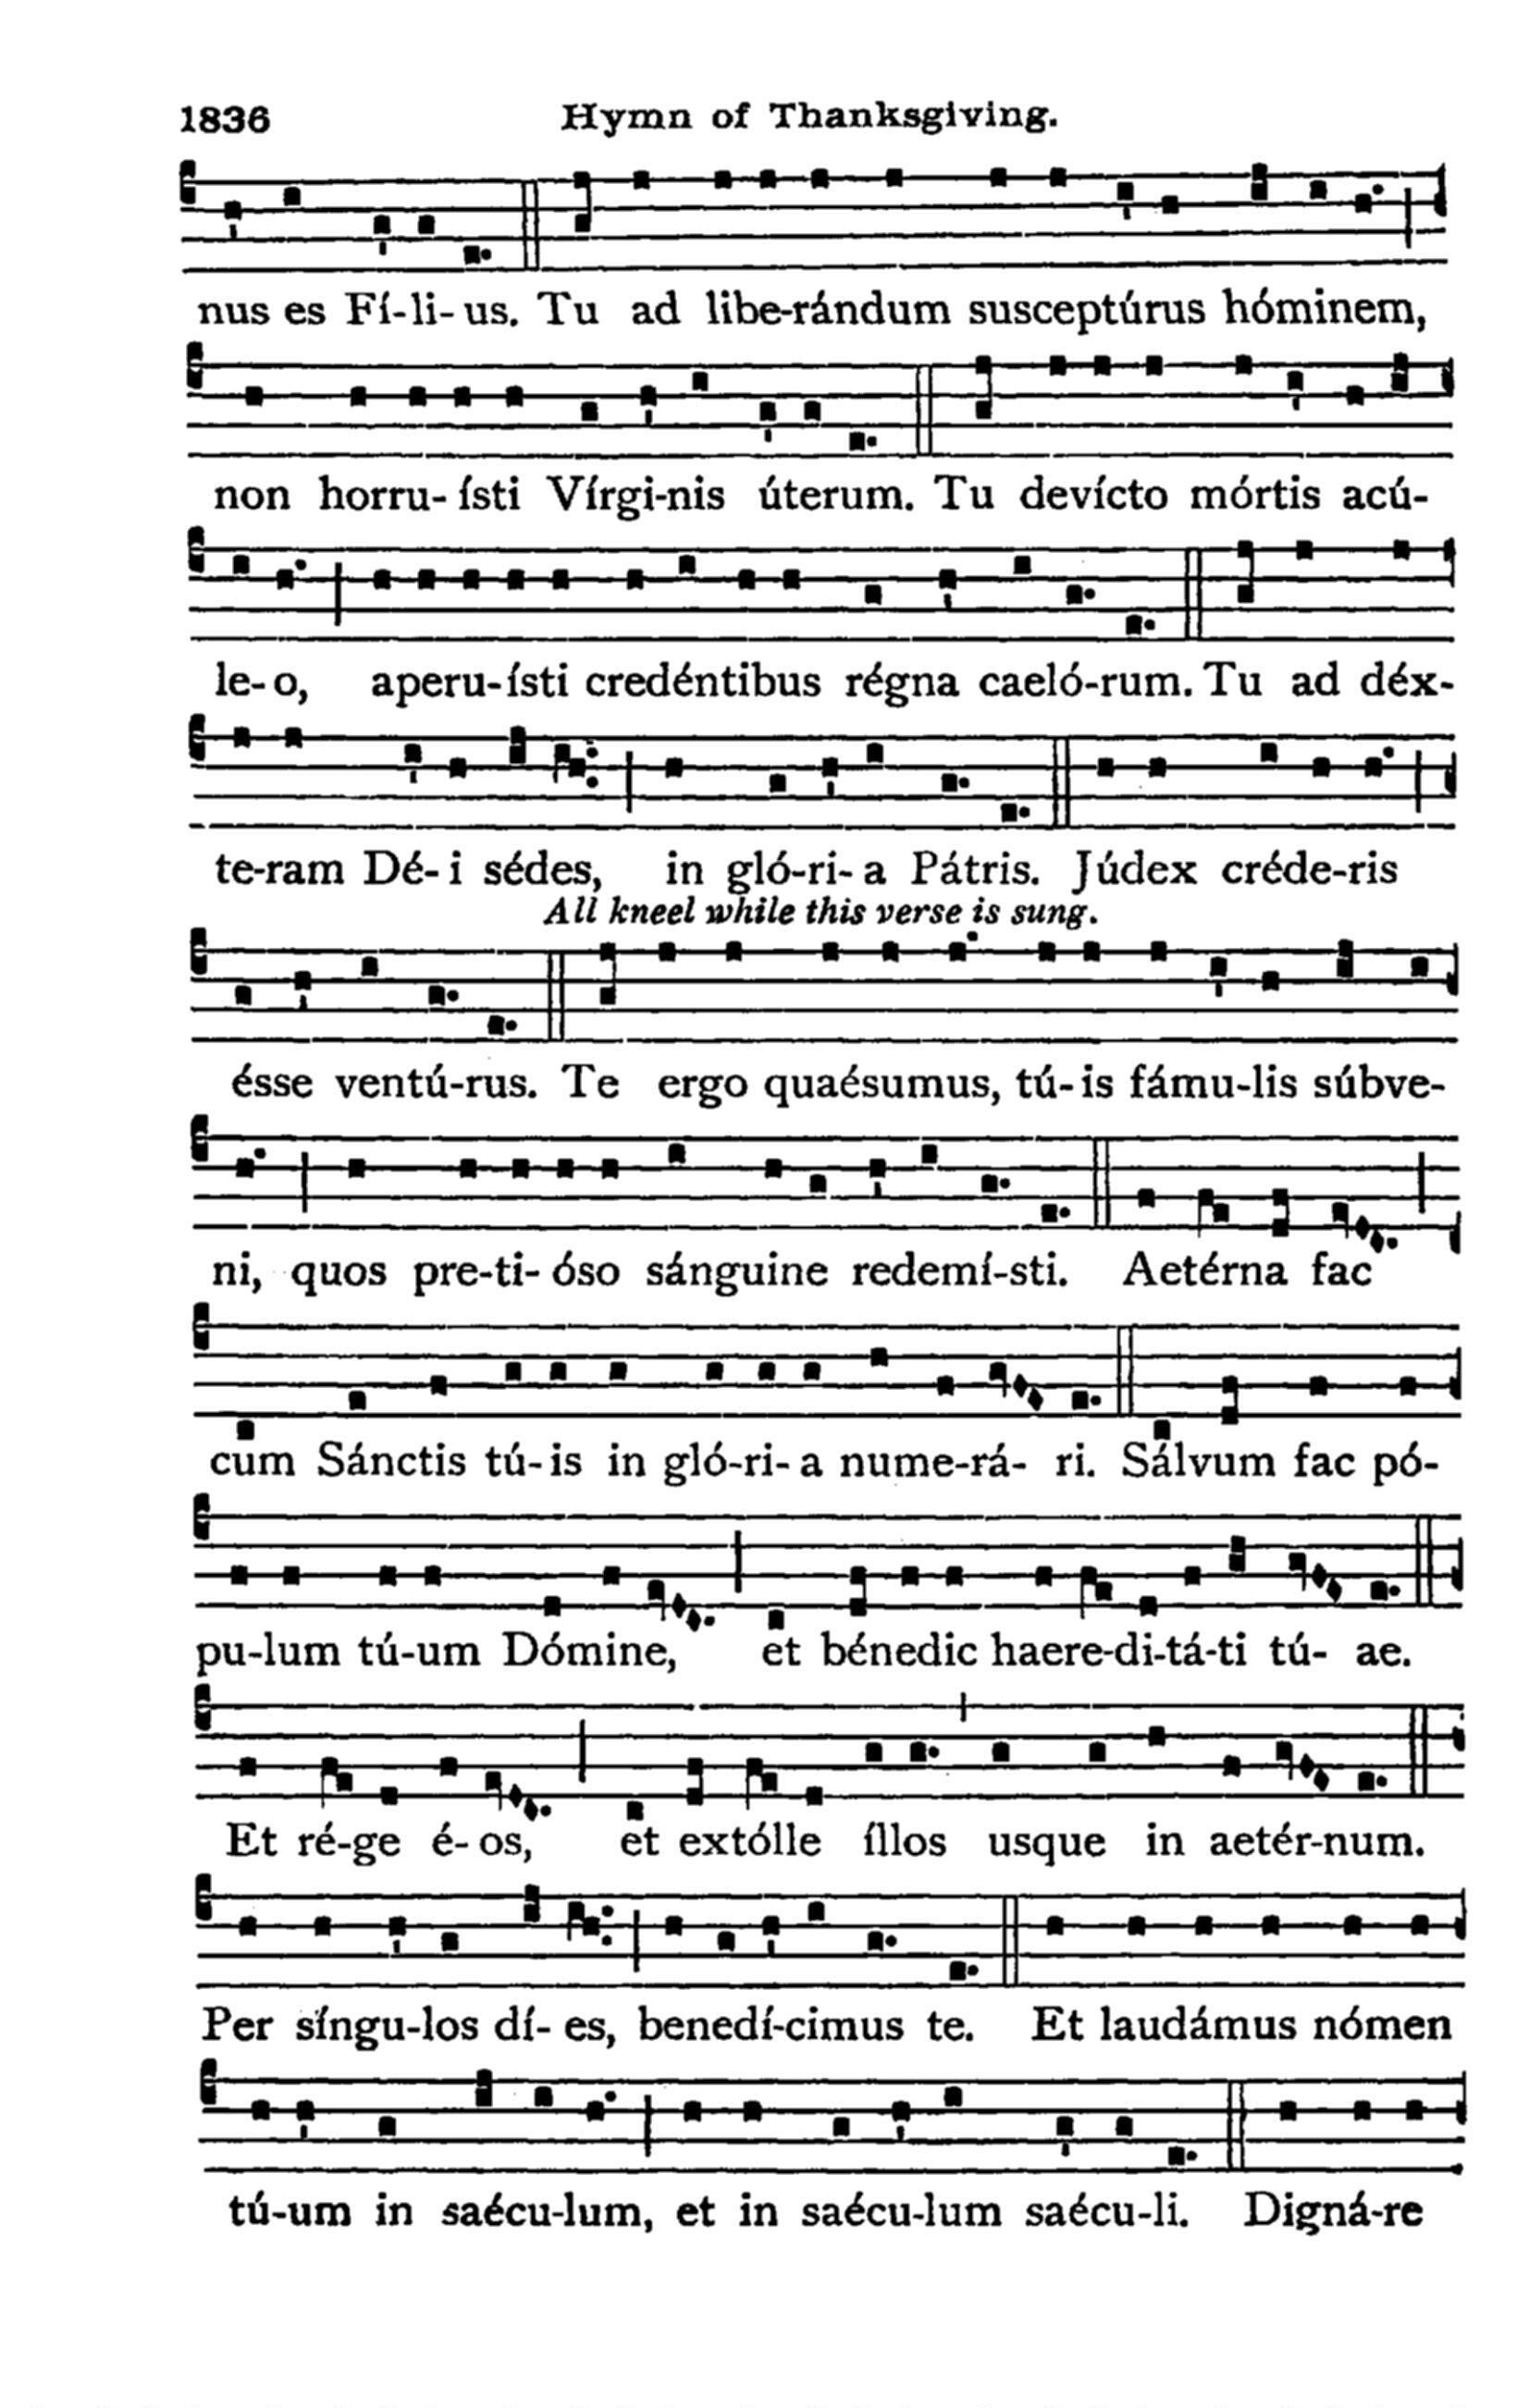 1836 Hymn of Thanksgiving.
nus es Fí-li-us. Tu ad libe-rándum susceptúrus hóminem,
non horru-ísti Vírgi-nis úterum. Tu devícto mórtis acú-
le-o, aperu-ísti credéntibus régna caeló-rum. Tu ad déx-
te-ram Dé-i sédes, in gló-ri-a Pátris. Júdex créde-ris
All kneel while this verse is sung.
ésse ventú-rus. Te ergo quaésumus, tú-is fámu-lis súbve-
ni, quos pre-ti-óso sánguine redemí-sti. Aetérna fac
cum Sánctis tú-is in gló-ri-a nume-rá-ri. Sálvum fac pó-
pu-lum tú-um Dómine, et bénedic haere-di-tá-ti tú-ae.
Et ré-ge é-os, et extólle íllos usque in aetér-num.
Per síngu-los dí-es, benedí-cimus te. Et laudámus nómen
tú-um in saécu-lum, et in saécu-lum saécu-li. Digná-re